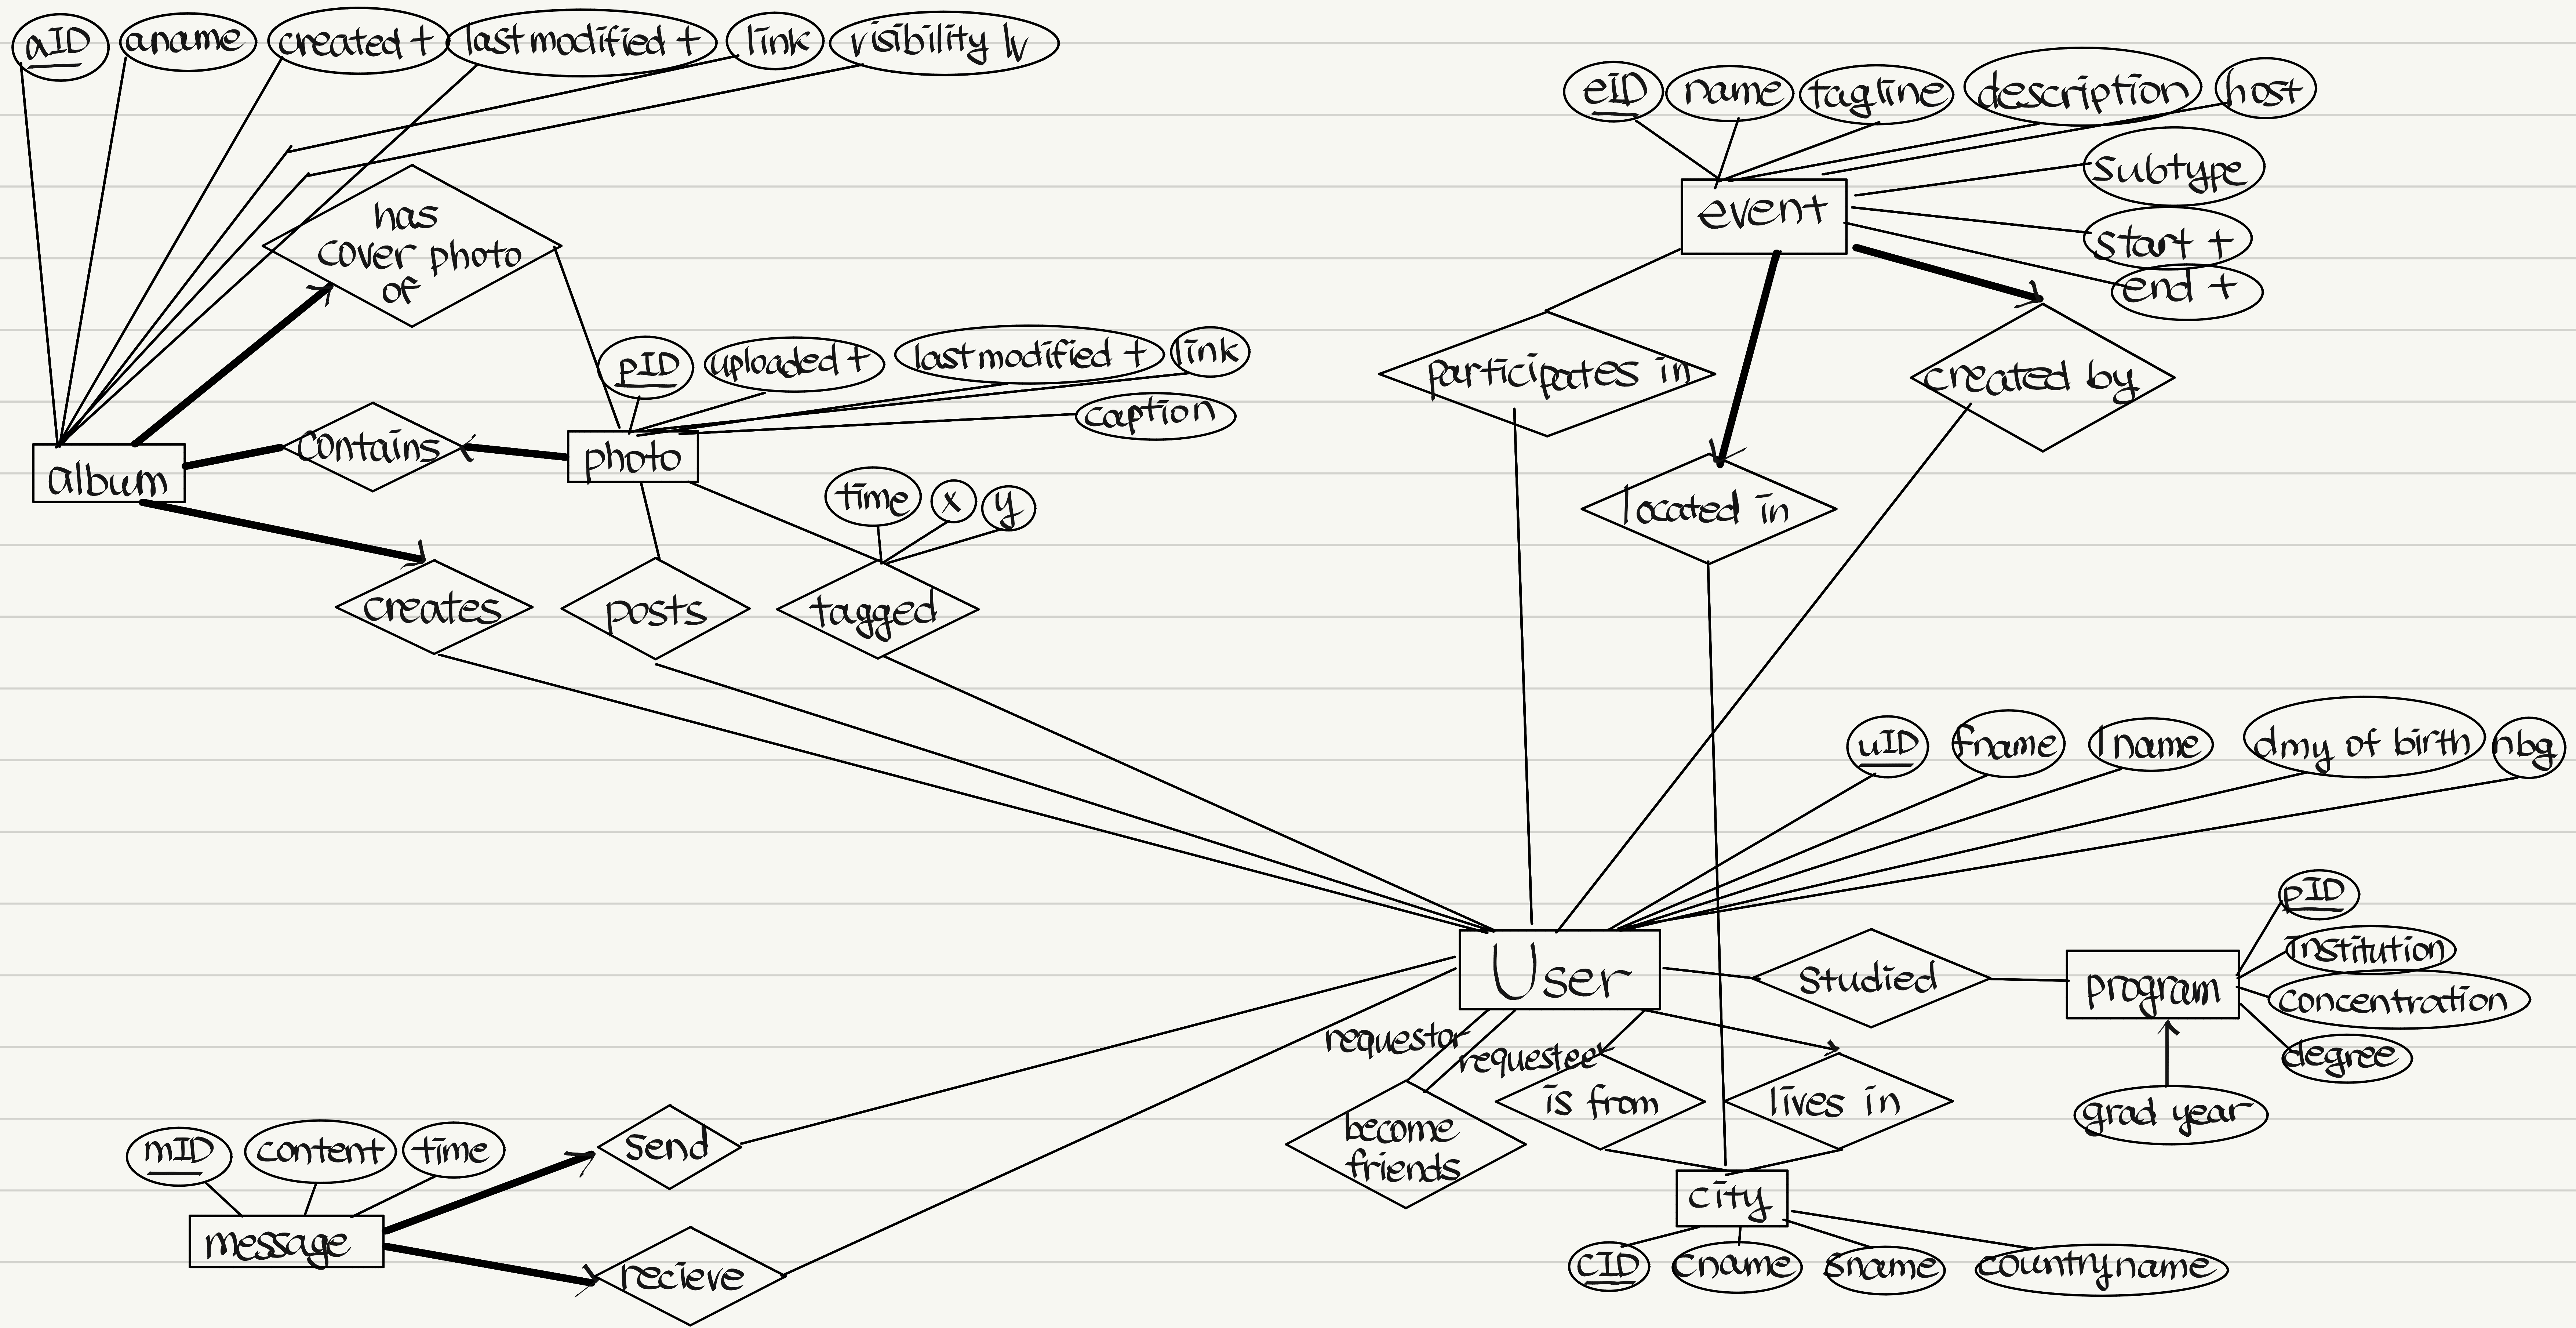 aID
aname
created t
last modified t
link
visibility lv
eID
name
tagline
description
host
subtype
start t
end t
event
has
cover photo
of
pID
uploaded t
last modified t
link
caption
participates in
created by
album
contains
photo
time
x
y
located in
creates
posts
tagged
uID
fname
lname
dmy of birth
nbg
User
studied
program
pID
Institution
concentration
degree
grad year
requestor
requestee
is from
lives in
become
friends
city
cID
cname
sname
countryname
mID
content
time
send
message
recieve